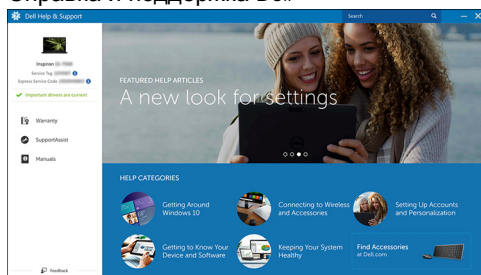 Справка и поддержка Dell
Dell Help & Support
Search
Inspiron
Service Tag
Express Service Code
Important drivers are current
Warranty
SupportAssist
Manuals
Feedback
FEATURED HELP ARTICLES
A new look for settings
HELP CATEGORIES
Getting Around
Windows 10
Connecting to Wireless
and Accessories
Setting Up Accounts
and Personalization
Getting to Know Your
Device and Software
Keeping Your System
Healthy
Find Accessories
at Dell.com